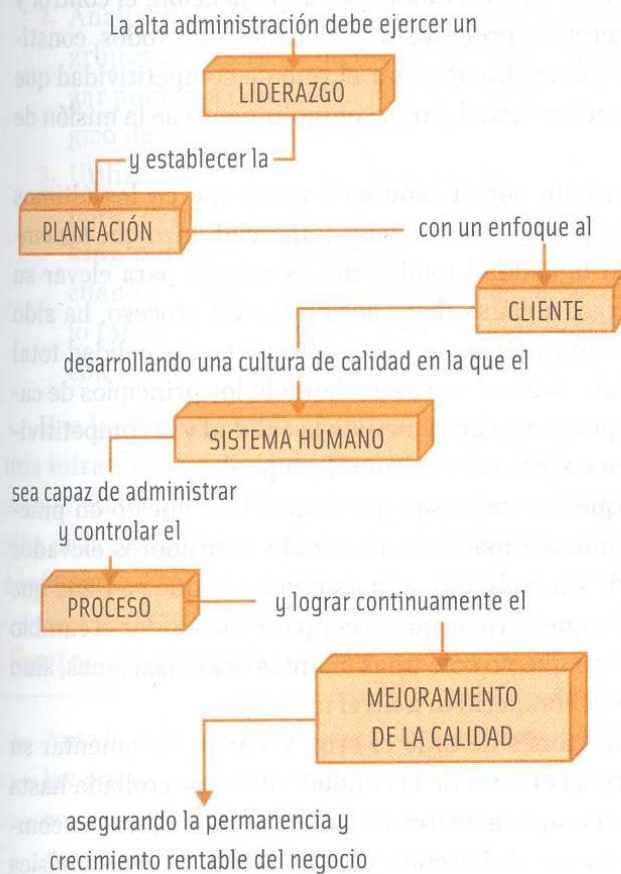 La alta administración debe ejercer un
LIDERAZGO
y establecer la
PLANEACIÓN
con un enfoque al
CLIENTE
desarrollando una cultura de calidad en la que el
SISTEMA HUMANO
sea capaz de administrar
y controlar el
PROCESO
y lograr continuamente el
MEJORAMIENTO
DE LA CALIDAD
asegurando la permanencia y
crecimiento rentable del negocio